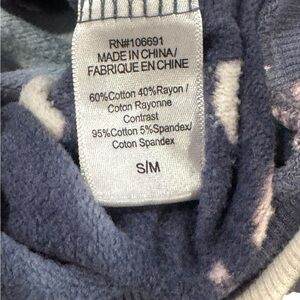 RN#106691
MADE IN CHINA/
FABRIQUE EN CHINE
60%Cotton 40%Rayon/
Coton Rayonne
Contrast
95%Cotton 5%Spandex/
Coton Spandex
S/M